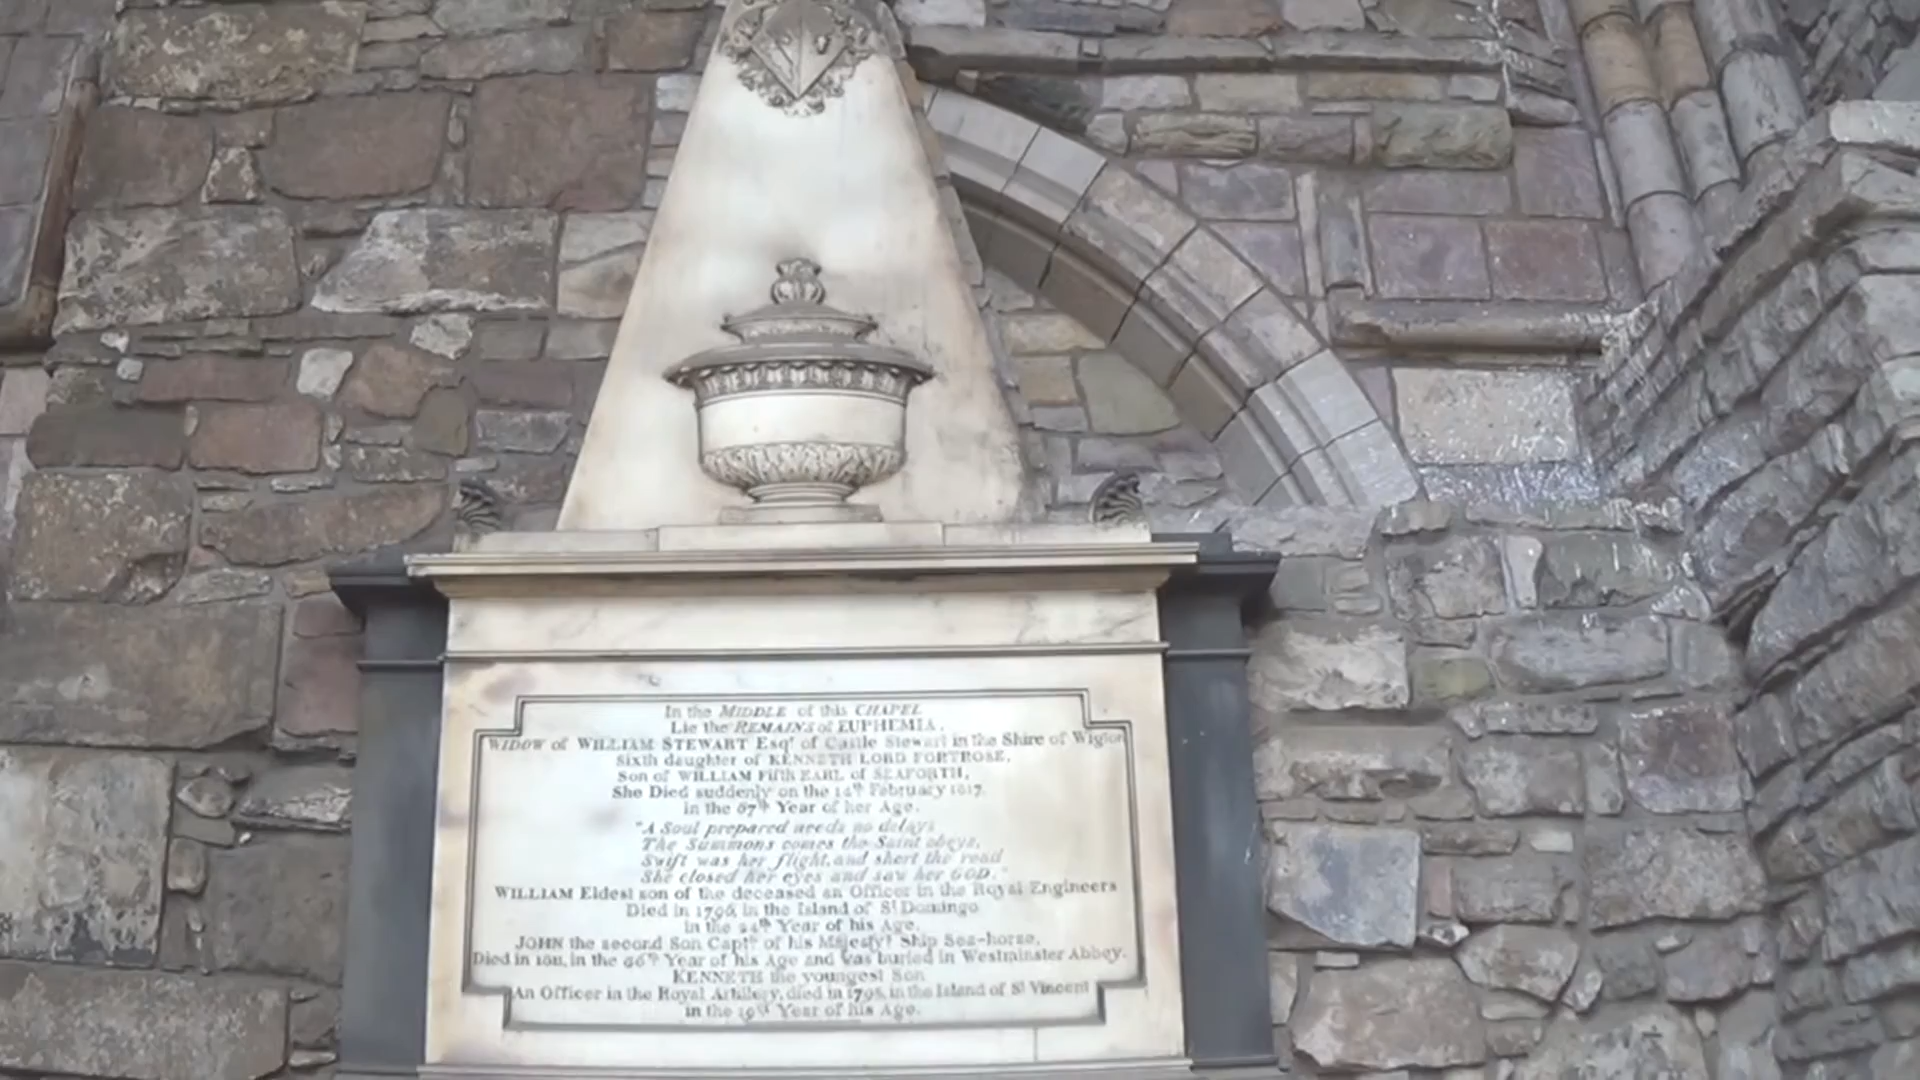 In the MIDDLE of this CHAPEL
Lie the REMAINS of EUPHEMIA,
WIDOW of WILLIAM STEWART Esqr of Castle Stewart in the Shire of Wigton
Sixth daughter of KENNETH LORD FORTROSE,
Son of WILLIAM Fifth EARL of SEAFORTH,
She Died suddenly on the February 1817.
in the 67th Year of her Age.
"A Soul prepared needs no delays
The Summons comes the Saint obeys,
Swift was her flight, and short the road
She closed her eyes and saw her GOD."
WILLIAM Eldest son of the deceased an Officer in the Royal Engineers
Died in 1796, in the Island of St Domingo
in the 24th Year of his Age.
JOHN the second Son Captn of his Majestys Ship Sea-horse,
Died in 1811, in the 36th Year of his Age and was buried in Westminster Abbey.
KENNETH the youngest Son
An Officer in the Royal Artillery, died in 1795, in the Island of St Vincent
in the 19th Year of his Age.